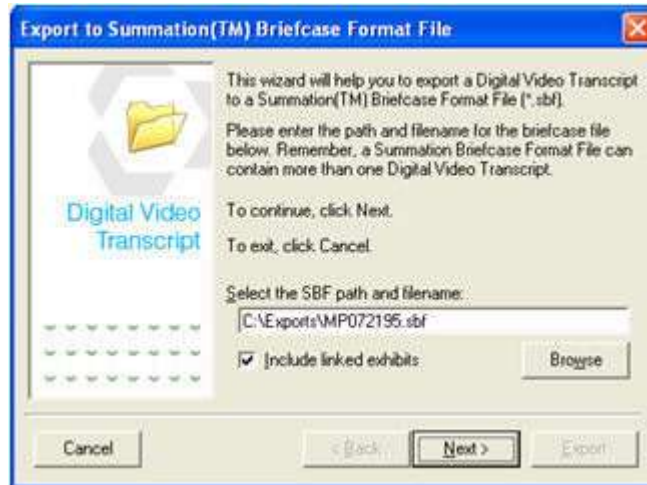 Export to Summation(TM) Briefcase Format File
This wizard will help you to export a Digital Video Transcript
to a Summation(TM) Briefcase Format File (*.sbf).
Please enter the path and filename for the briefcase file
below. Remember, a Summation Briefcase Format File can
contain more than one Digital Video Transcript.
Digital Video
Transcript
To continue, click Next.
To exit, click Cancel.
Select the SBF path and filename:
C:\Exports\MP072195.sbf
Include linked exhibits
Browse
Cancel
< Back
Next >
Export